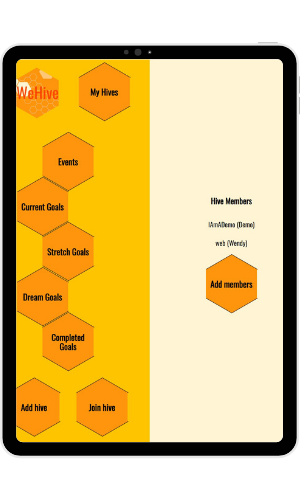 WeHive
My Hives
Events
Current Goals
Stretch Goals
Dream Goals
Completed
Goals
Add hive
Join hive
Hive Members
IAmADemo (Demo)
web (Wendy)
Add members